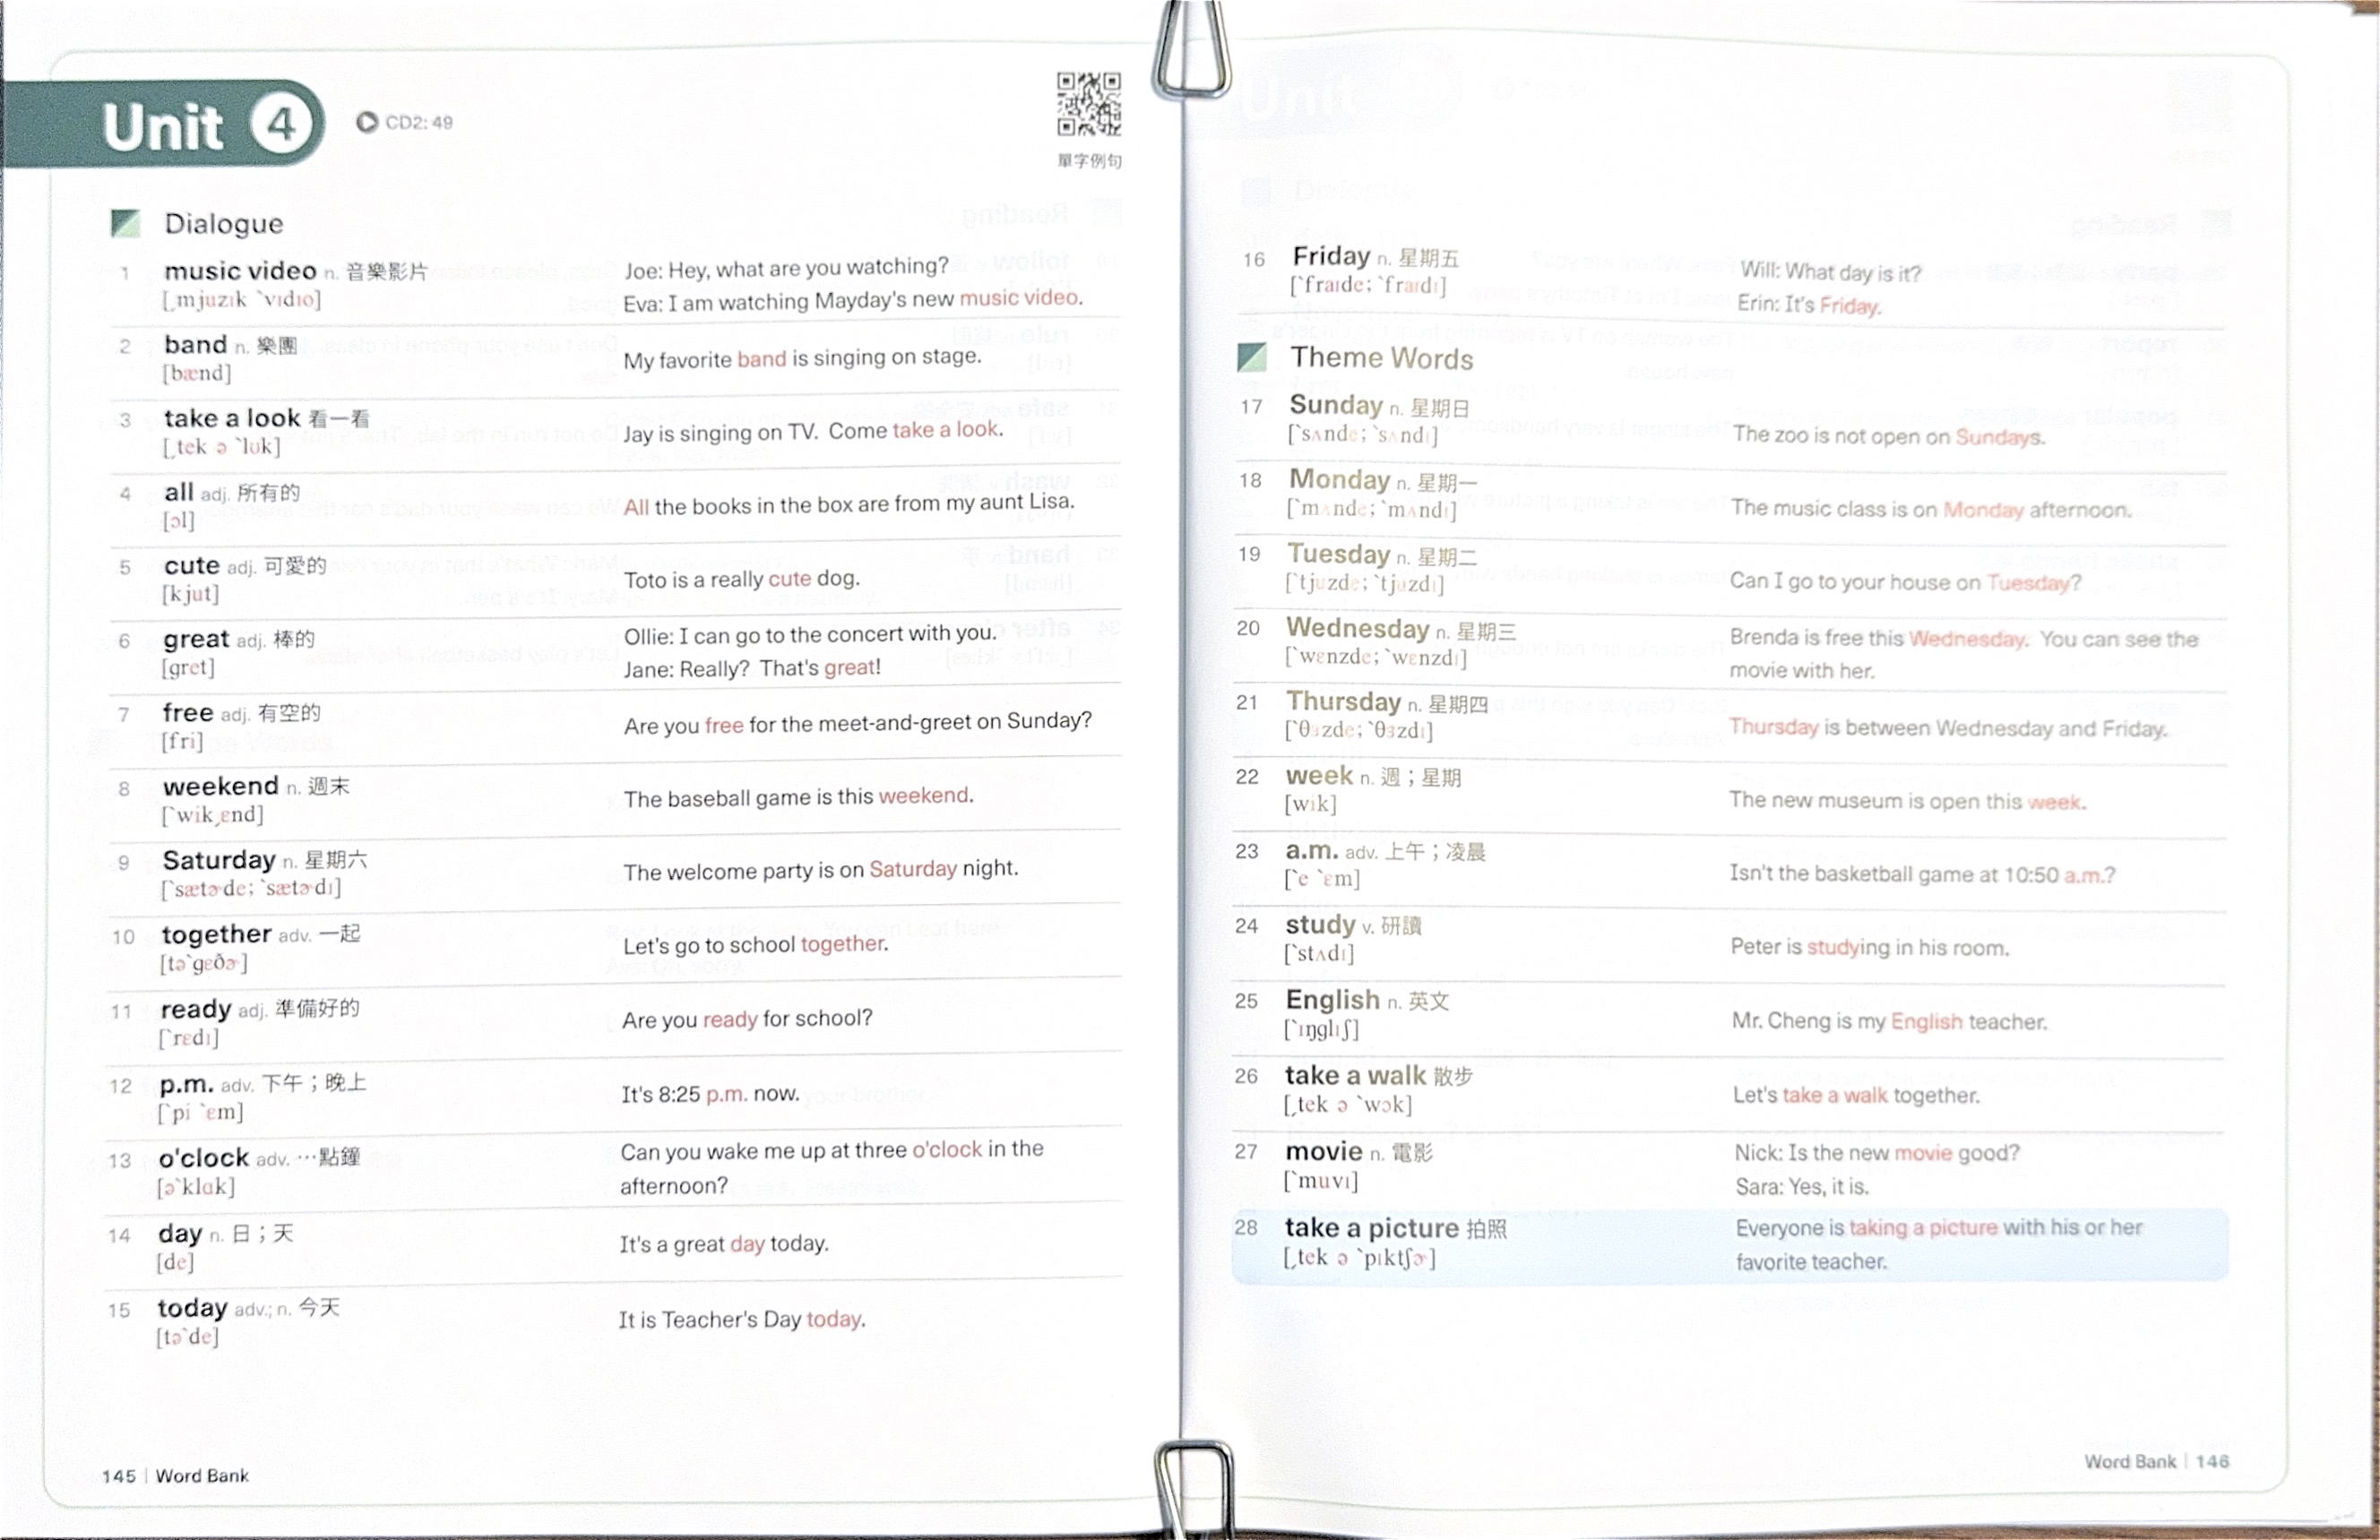 Unit 4
CD2: 49
單字例句
Dialogue
1 music video n. 音樂影片
[ˏmjuzɪk ˋvɪdɪo]
Joe: Hey, what are you watching?
Eva: I am watching Mayday's new music video.
2 band n. 樂團
[bænd]
My favorite band is singing on stage.
3 take a look 看一看
[ˏtek ə ˋlʊk]
Jay is singing on TV. Come take a look.
4 all adj. 所有的
[ɔl]
All the books in the box are from my aunt Lisa.
5 cute adj. 可愛的
[kjut]
Toto is a really cute dog.
6 great adj. 棒的
[gret]
Ollie: I can go to the concert with you.
Jane: Really? That's great!
7 free adj. 有空的
[fri]
Are you free for the meet-and-greet on Sunday?
8 weekend n. 週末
[ˋwikˏɛnd]
The baseball game is this weekend.
9 Saturday n. 星期六
[ˋsætɚde; ˋsætɚdɪ]
The welcome party is on Saturday night.
10 together adv. 一起
[təˋgɛðɚ]
Let's go to school together.
11 ready adj. 準備好的
[ˋrɛdɪ]
Are you ready for school?
12 p.m. adv. 下午；晚上
[ˋpi ˋɛm]
It's 8:25 p.m. now.
13 o'clock adv. …點鐘
[əˋklɑk]
Can you wake me up at three o'clock in the
afternoon?
14 day n. 日；天
[de]
It's a great day today.
15 today adv.; n. 今天
[təˋde]
It is Teacher's Day today.
145 | Word Bank
16 Friday n. 星期五
[ˋfraɪde; ˋfraɪdɪ]
Will: What day is it?
Erin: It's Friday.
Theme Words
17 Sunday n. 星期日
[ˋsʌnde; ˋsʌndɪ]
The zoo is not open on Sundays.
18 Monday n. 星期一
[ˋmʌnde; ˋmʌndɪ]
The music class is on Monday afternoon.
19 Tuesday n. 星期二
[ˋtjuzde; ˋtjuzdɪ]
Can I go to your house on Tuesday?
20 Wednesday n. 星期三
[ˋwɛnzde; ˋwɛnzdɪ]
Brenda is free this Wednesday. You can see the
movie with her.
21 Thursday n. 星期四
[ˋθɝzde; ˋθɝzdɪ]
Thursday is between Wednesday and Friday.
22 week n. 週；星期
[wik]
The new museum is open this week.
23 a.m. adv. 上午；凌晨
[ˋe ˋɛm]
Isn't the basketball game at 10:50 a.m.?
24 study v. 研讀
[ˋstʌdɪ]
Peter is studying in his room.
25 English n. 英文
[ˋɪŋglɪʃ]
Mr. Cheng is my English teacher.
26 take a walk 散步
[ˏtek ə ˋwɔk]
Let's take a walk together.
27 movie n. 電影
[ˋmuvɪ]
Nick: Is the new movie good?
Sara: Yes, it is.
28 take a picture 拍照
[ˏtek ə ˋpɪktʃɚ]
Everyone is taking a picture with his or her
favorite teacher.
Word Bank | 146